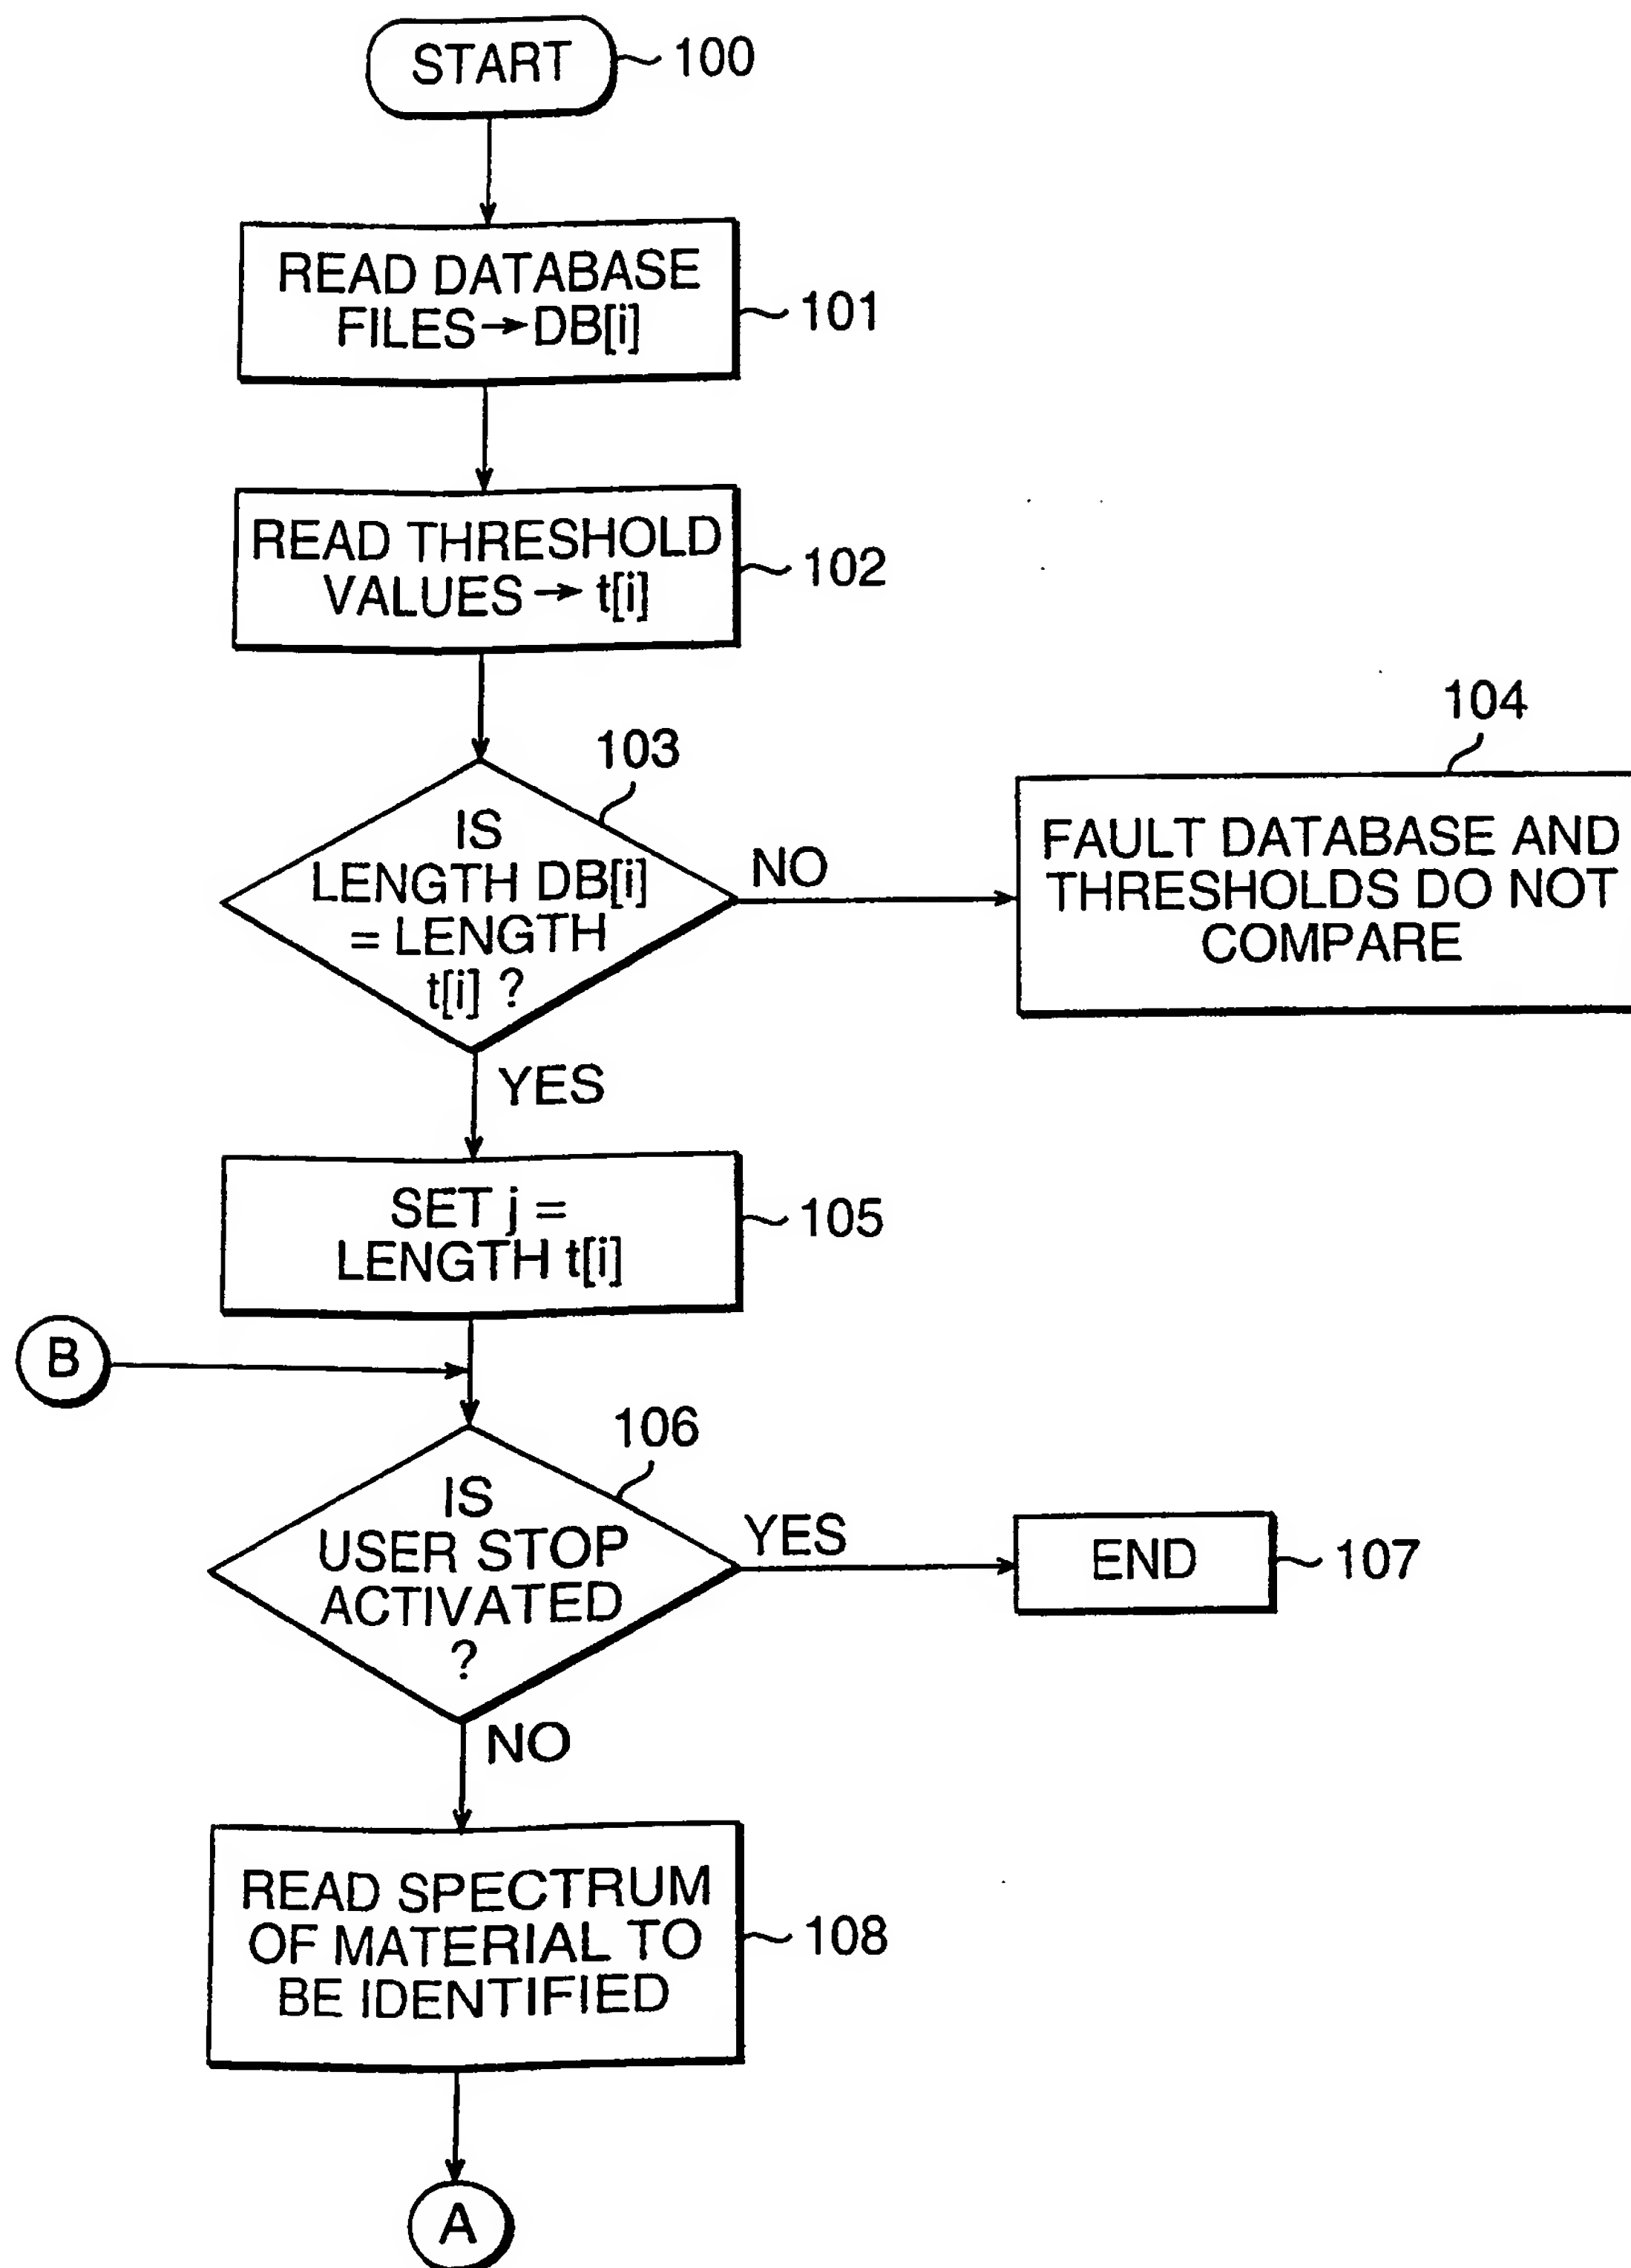 START
100
READ DATABASE
FILES→DB[i]
101
READ THRESHOLD
VALUES → t[i]
102
103
IS
LENGTH DB[i]
= LENGTH
t[i] ?
NO
104
FAULT DATABASE AND
THRESHOLDS DO NOT
COMPARE
YES
SET j =
LENGTH t[i]
105
B
106
IS
USER STOP
ACTIVATED
?
YES
END
107
NO
READ SPECTRUM
OF MATERIAL TO
BE IDENTIFIED
108
A